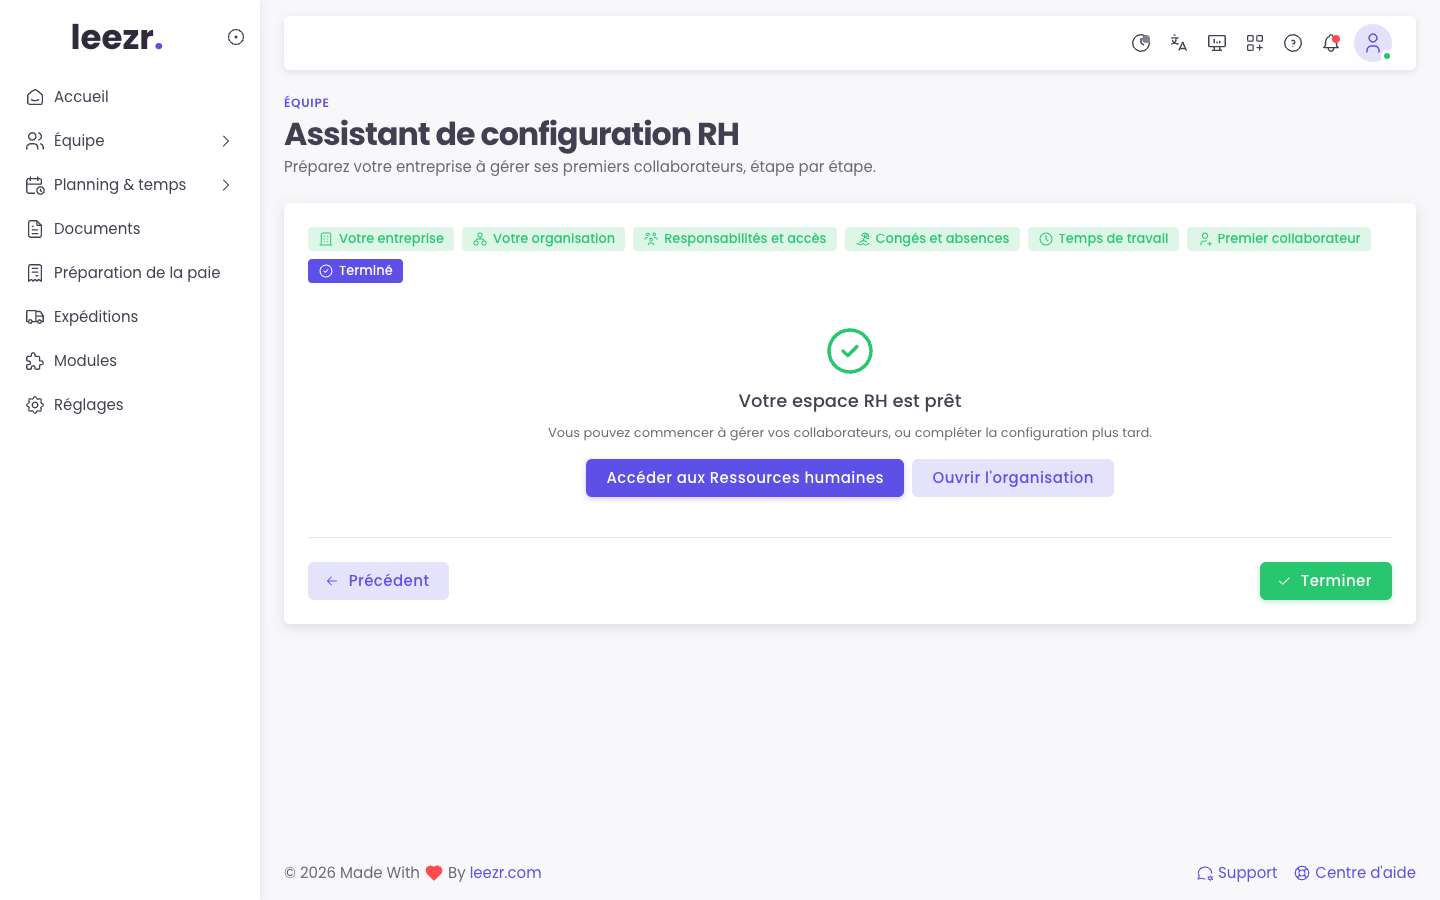 leezr.
Accueil
Équipe
Planning & temps
Documents
Préparation de la paie
Expéditions
Modules
Réglages
ÉQUIPE
Assistant de configuration RH
Préparez votre entreprise à gérer ses premiers collaborateurs, étape par étape.
Votre entreprise
Votre organisation
Responsabilités et accès
Congés et absences
Temps de travail
Premier collaborateur
Terminé
Votre espace RH est prêt
Vous pouvez commencer à gérer vos collaborateurs, ou compléter la configuration plus tard.
Accéder aux Ressources humaines
Ouvrir l'organisation
Précédent
Terminer
© 2026 Made With By leezr.com
Support
Centre d'aide